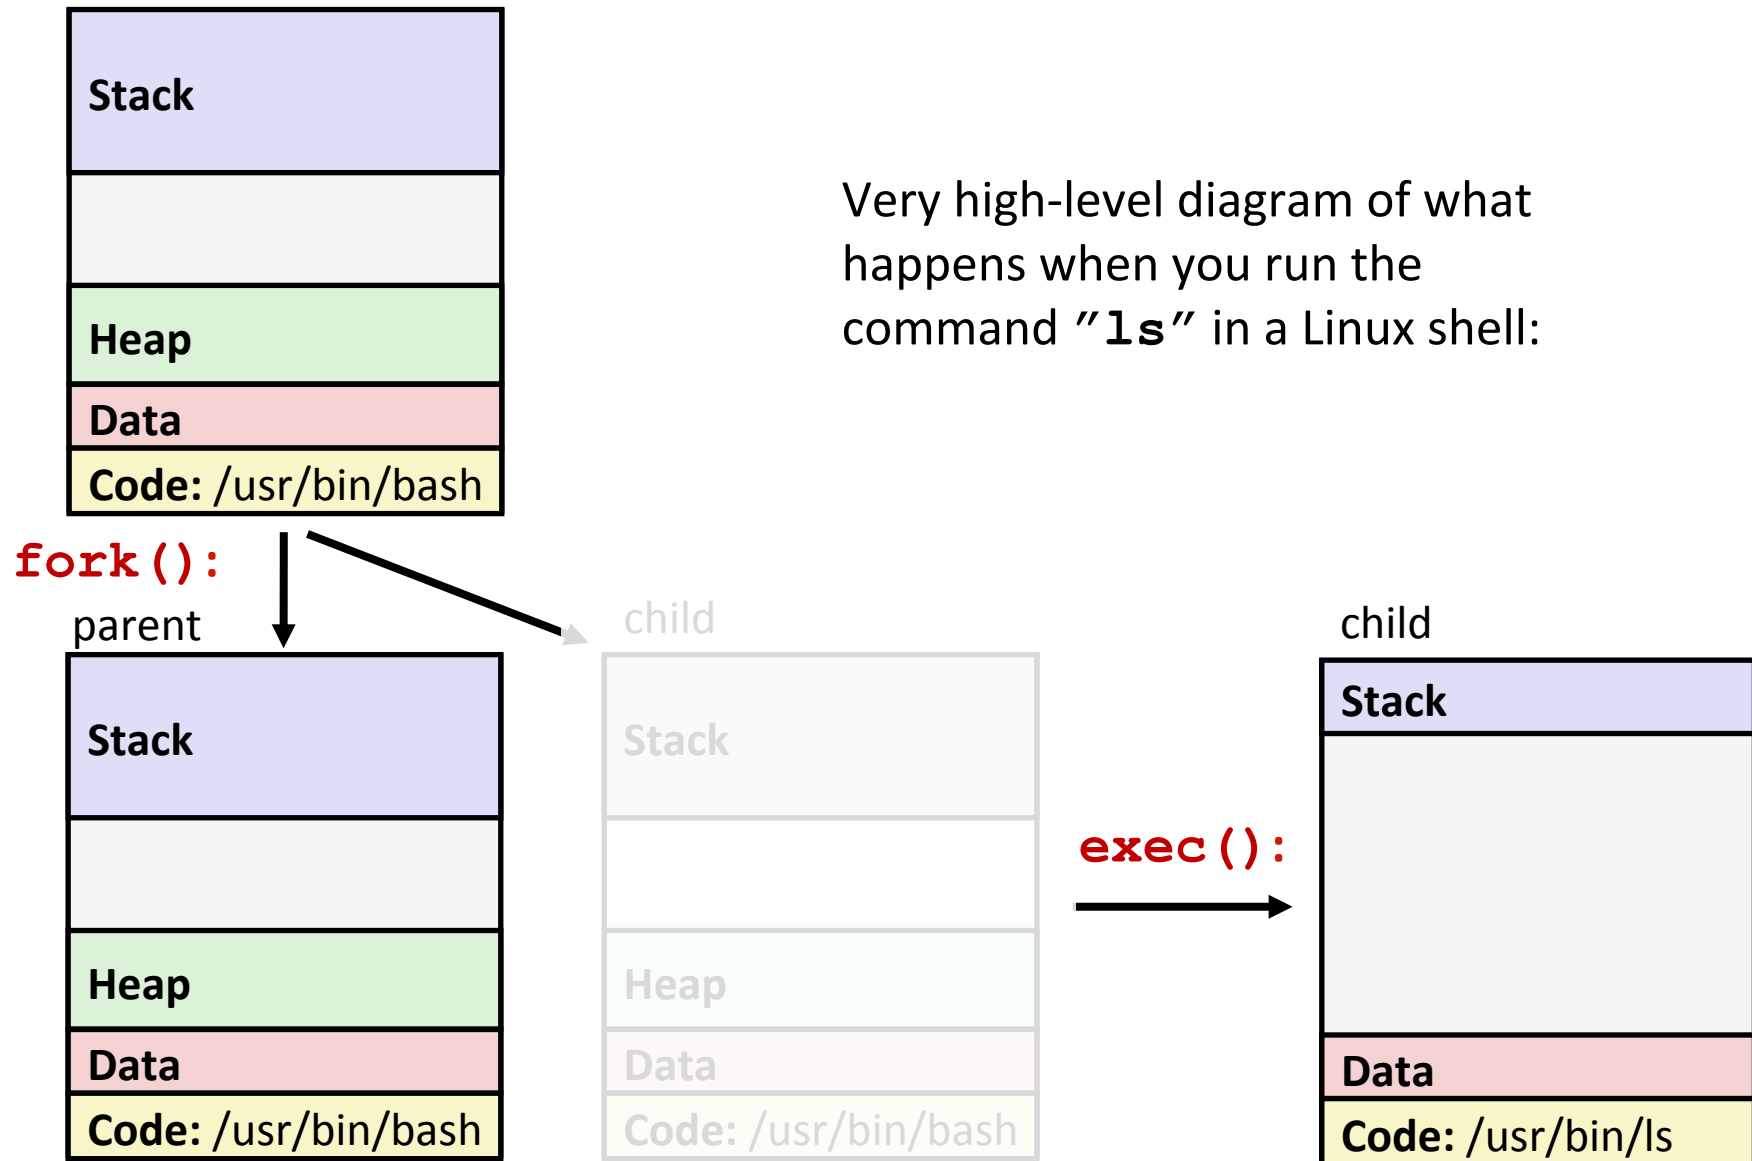 Stack
Heap
Data
Code: /usr/bin/bash
Very high-level diagram of what
happens when you run the
command ″ls″ in a Linux shell:
fork():
parent
Stack
Heap
Data
Code: /usr/bin/bash
child
Stack
Heap
Data
Code: /usr/bin/bash
exec():
child
Stack
Data
Code: /usr/bin/ls